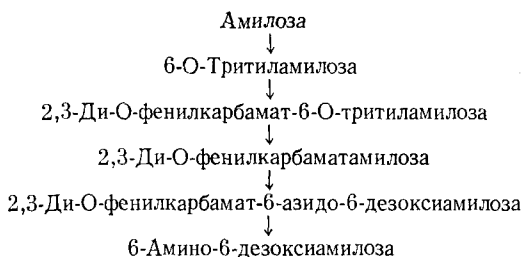 Амилоза
↓
6-О-Тритиламилоза
↓
2,3-Ди-О-фенилкарбамат-6-О-тритиламилоза
↓
2,3-Ди-О-фенилкарбаматамилоза
↓
2,3-Ди-О-фенилкарбамат-6-азидо-6-дезоксиамилоза
↓
6-Амино-6-дезоксиамилоза